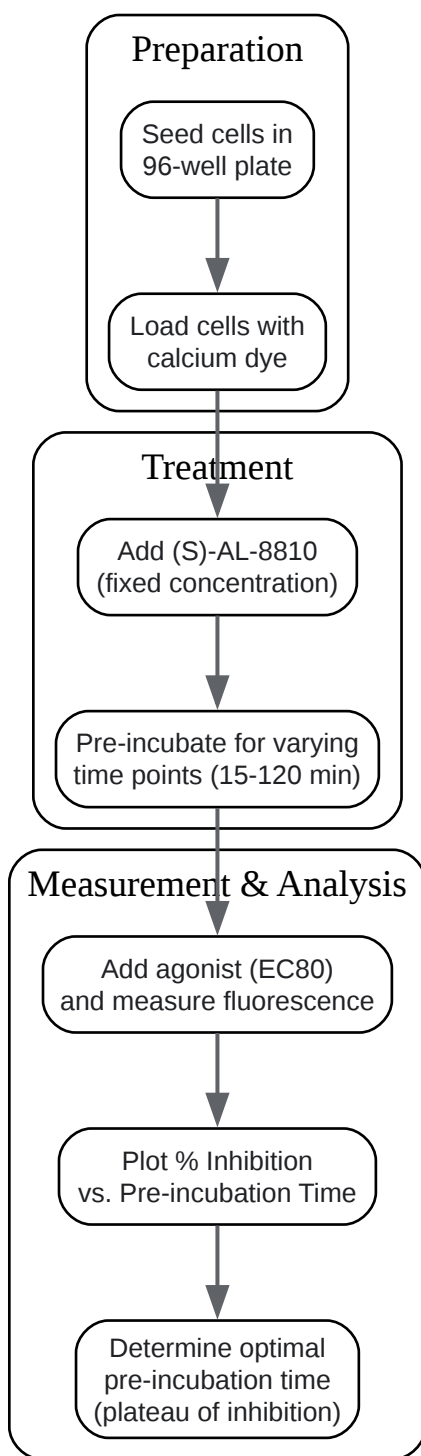 Preparation
Seed cells in
96-well plate
Load cells with
calcium dye
Treatment
Add (S)-AL-8810
(fixed concentration)
Pre-incubate for varying
time points (15-120 min)
Measurement & Analysis
Add agonist (EC80)
and measure fluorescence
Plot % Inhibition
vs. Pre-incubation Time
Determine optimal
pre-incubation time
(plateau of inhibition)